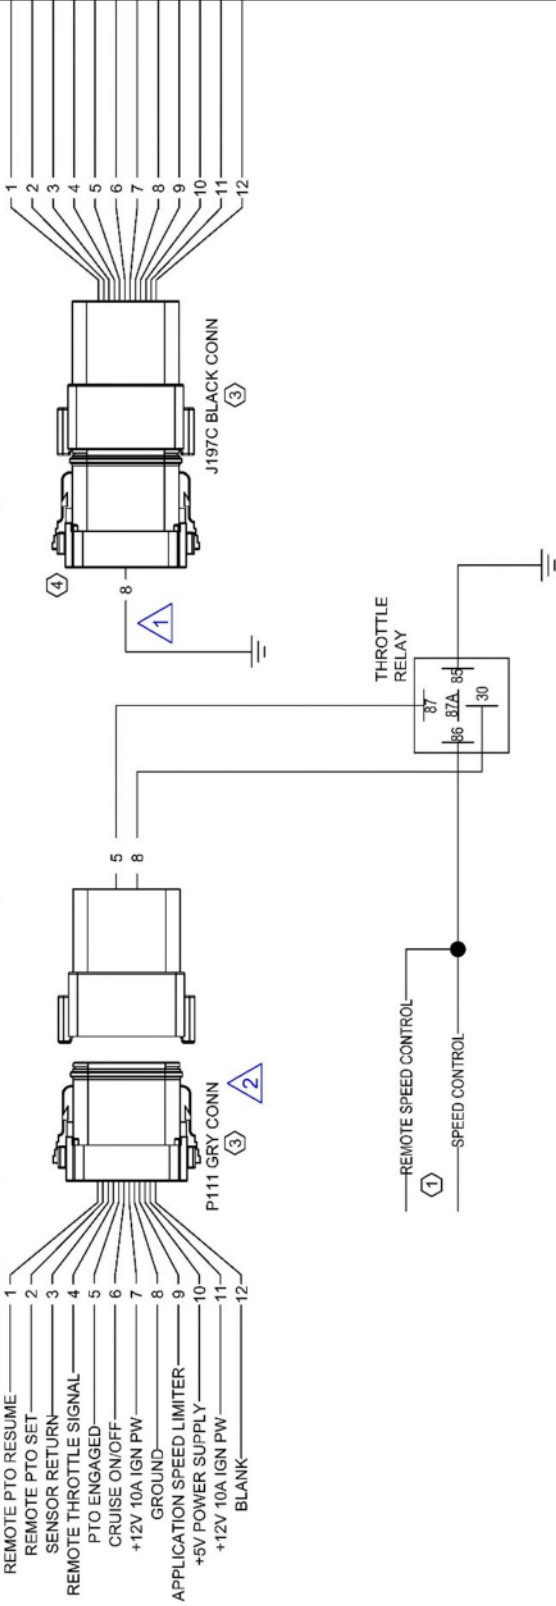 1
2
3
4
5
6
7
8
9
10
11
12
J197C BLACK CONN
3
4
8
1
THROTTLE
RELAY
87
87A
85
86
30
5
8
P111 GRY CONN
3
2
REMOTE SPEED CONTROL
1
SPEED CONTROL
REMOTE PTO RESUME 1
REMOTE PTO SET 2
SENSOR RETURN 3
REMOTE THROTTLE SIGNAL 4
PTO ENGAGED 5
CRUISE ON/OFF 6
+12V 10A IGN PW 7
GROUND 8
APPLICATION SPEED LIMITER 9
+5V POWER SUPPLY 10
+12V 10A IGN PW 11
BLANK 12